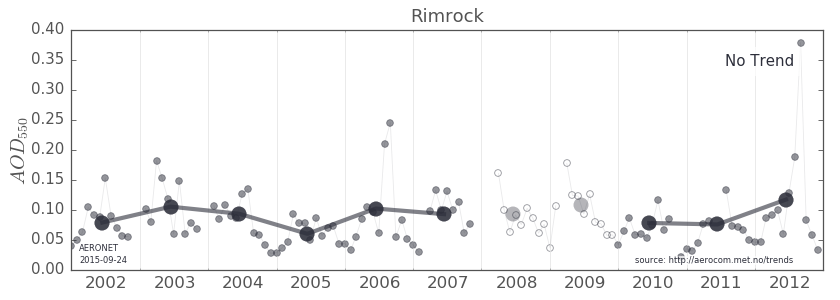 Rimrock
0.40
0.35
0.30
0.25
0.20
0.15
0.10
0.05
0.00
AOD550
No Trend
AERONET
2015-09-24
source: http://aerocom.met.no/trends
2002 2003 2004 2005 2006 2007 2008 2009 2010 2011 2012